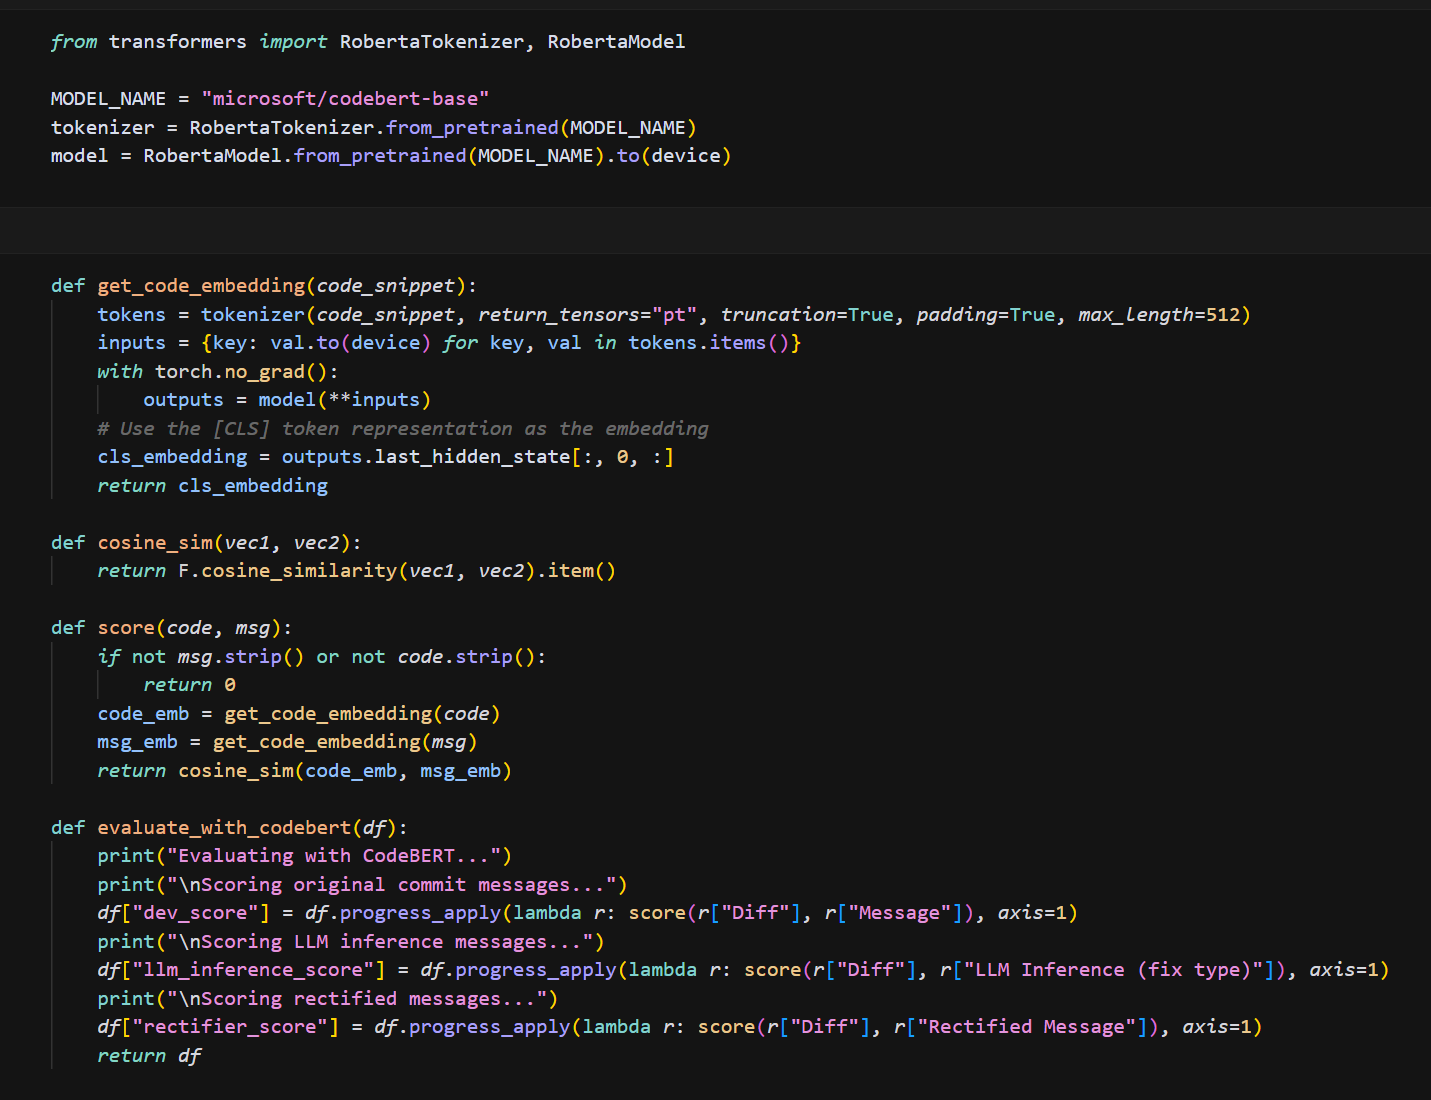 from transformers import RobertaTokenizer, RobertaModel
MODEL_NAME = "microsoft/codebert-base"
tokenizer = RobertaTokenizer.from_pretrained(MODEL_NAME)
model = RobertaModel.from_pretrained(MODEL_NAME).to(device)
def get_code_embedding(code_snippet):
    tokens = tokenizer(code_snippet, return_tensors="pt", truncation=True, padding=True, max_length=512)
    inputs = {key: val.to(device) for key, val in tokens.items()}
    with torch.no_grad():
        outputs = model(**inputs)
    # Use the [CLS] token representation as the embedding
    cls_embedding = outputs.last_hidden_state[:, 0, :]
    return cls_embedding
def cosine_sim(vec1, vec2):
    return F.cosine_similarity(vec1, vec2).item()
def score(code, msg):
    if not msg.strip() or not code.strip():
        return 0
    code_emb = get_code_embedding(code)
    msg_emb = get_code_embedding(msg)
    return cosine_sim(code_emb, msg_emb)
def evaluate_with_codebert(df):
    print("Evaluating with CodeBERT...")
    print("\nScoring original commit messages...")
    df["dev_score"] = df.progress_apply(lambda r: score(r["Diff"], r["Message"]), axis=1)
    print("\nScoring LLM inference messages...")
    df["llm_inference_score"] = df.progress_apply(lambda r: score(r["Diff"], r["LLM Inference (fix type)"]), axis=1)
    print("\nScoring rectified messages...")
    df["rectifier_score"] = df.progress_apply(lambda r: score(r["Diff"], r["Rectified Message"]), axis=1)
    return df